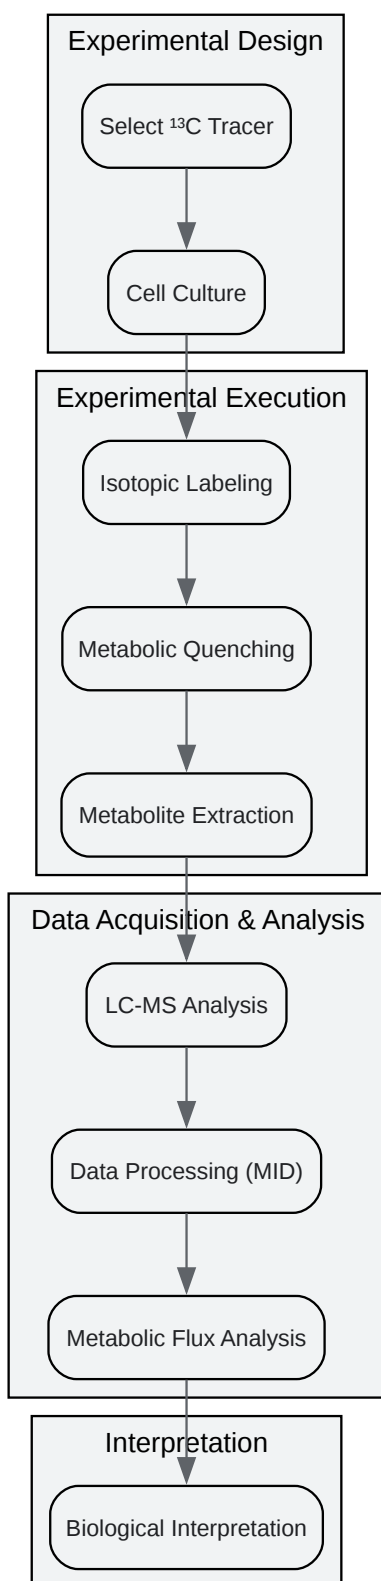 Experimental Design
Select ¹³C Tracer
Cell Culture
Experimental Execution
Isotopic Labeling
Metabolic Quenching
Metabolite Extraction
Data Acquisition & Analysis
LC-MS Analysis
Data Processing (MID)
Metabolic Flux Analysis
Interpretation
Biological Interpretation